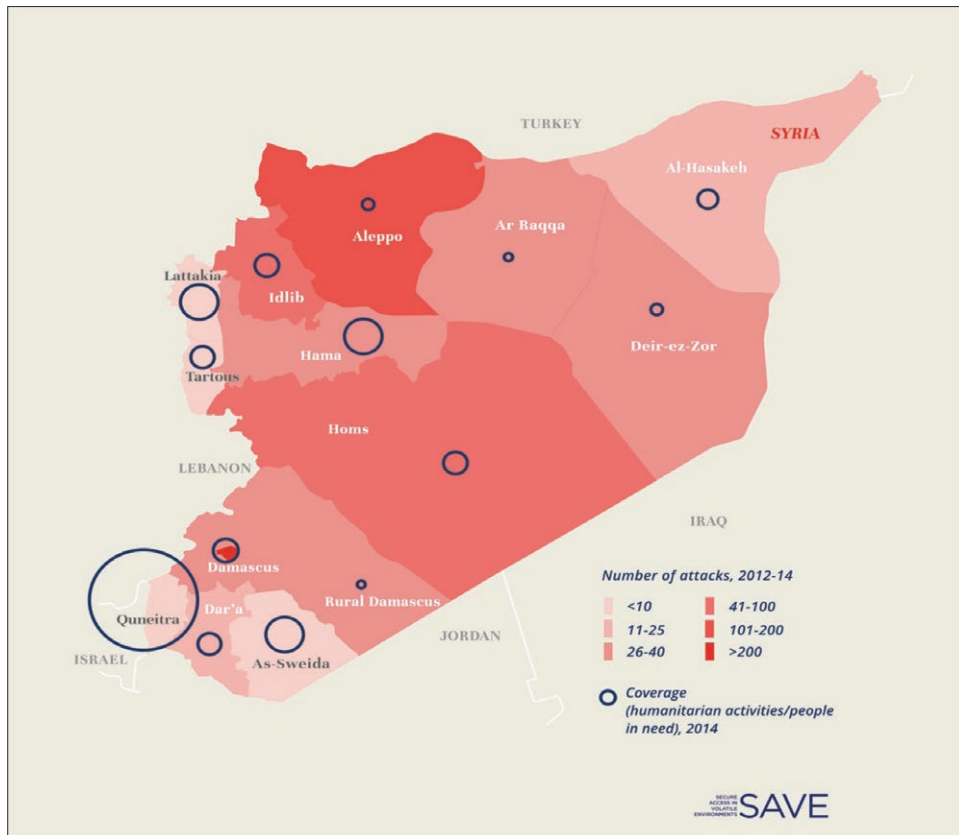 TURKEY
SYRIA
Al-Hasakeh
Aleppo
Ar Raqqa
Lattakia
Idlib
Hama
Deir-ez-Zor
Tartous
Homs
LEBANON
IRAQ
Damascus
Rural Damascus
Dar'a
Quneitra
As-Sweida
JORDAN
ISRAEL
Number of attacks, 2012-14
<10
41-100
11-25
101-200
26-40
>200
Coverage
(humanitarian activities/people
in need), 2014
SECURE
ACCESS IN
VOLATILE
ENVIRONMENTS
SAVE